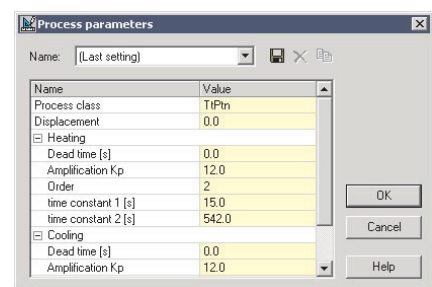 Process parameters
Name: (Last setting)
Name Value
Process class TtPtn
Displacement 0.0
Heating
Dead time [s] 0.0
Amplification Kp 12.0
Order 2
time constant 1 [s] 15.0
time constant 2 [s] 542.0
Cooling
Dead time [s] 0.0
Amplification Kp 12.0
OK
Cancel
Help